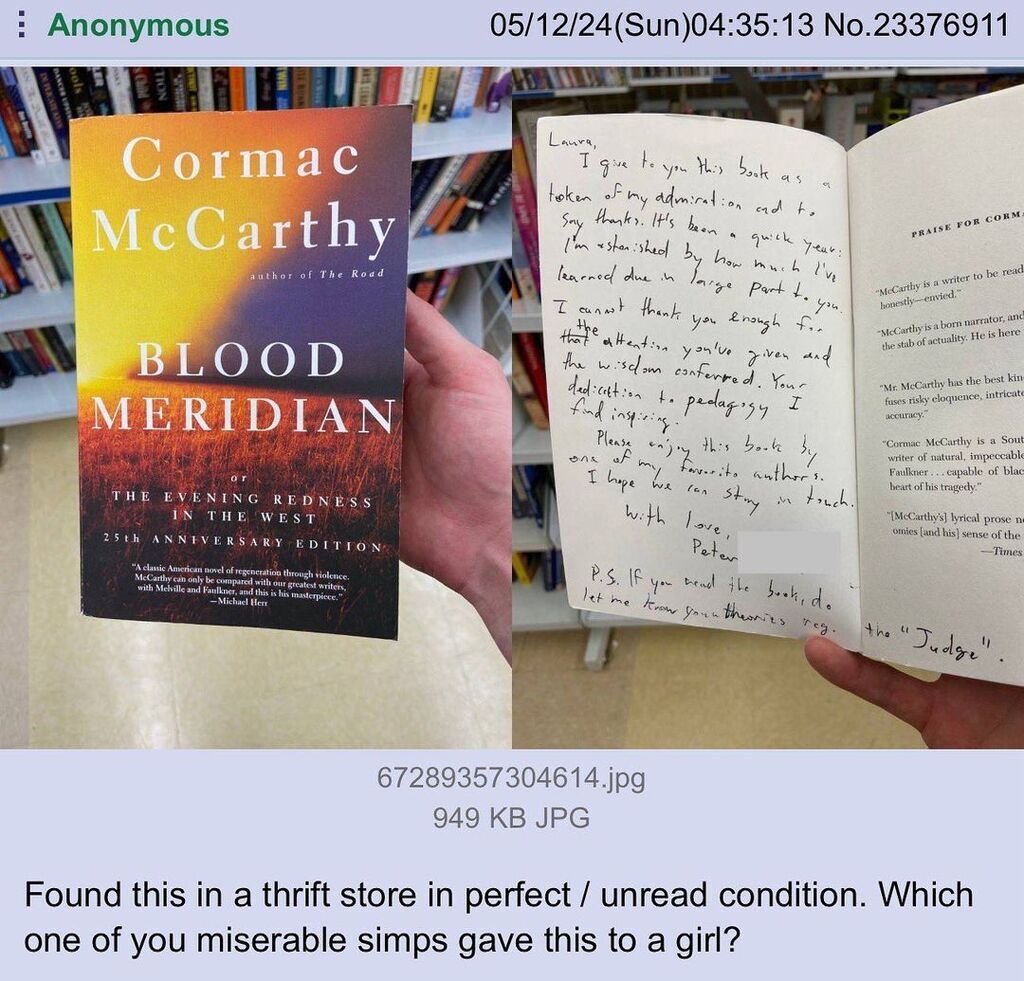 Anonymous 05/12/24(Sun)04:35:13 No.23376911
Cormac
McCarthy
author of The Road
BLOOD
MERIDIAN
or
THE EVENING REDNESS
IN THE WEST
25th ANNIVERSARY EDITION
"A classic American novel of regeneration through violence.
McCarthy can only be compared with our greatest writers,
with Melville and Faulkner, and this is his masterpiece."
—Michael Herr
Laura,
I give to you this book as a
token of my admiration and to
say thanks. It's been a quick year.
I'm astonished by how much I've
learned due in large part to you.
I cannot thank you enough for
the
that attention you've given and
the wisdom conferred. Your
dedication to pedagogy I
find inspiring.
Please enjoy this book by
one of my favorite authors.
I hope we can stay in touch.
With love,
Peter
P.S. If you read the book, do
let me know your theories reg. the "Judge".
PRAISE FOR CORMA
"McCarthy is a writer to be read
honestly—envied."
"McCarthy is a born narrator, and
the stab of actuality. He is here
"Mr. McCarthy has the best kin
fuses risky eloquence, intricate
accuracy."
"Cormac McCarthy is a Sout
writer of natural, impeccable
Faulkner . . . capable of blac
heart of his tragedy."
"[McCarthy's] lyrical prose ne
omies [and his] sense of the
—Times
67289357304614.jpg
949 KB JPG
Found this in a thrift store in perfect / unread condition. Which
one of you miserable simps gave this to a girl?